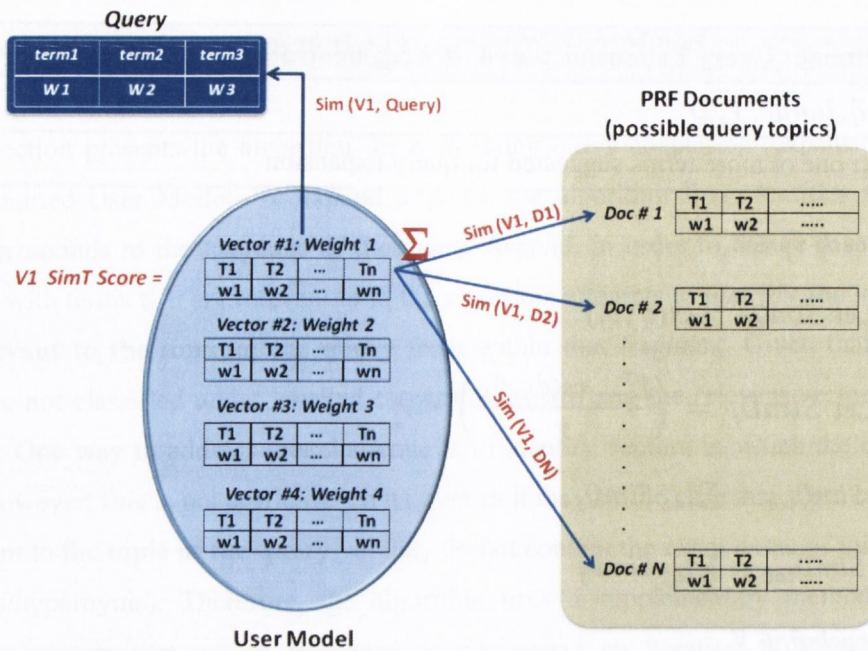 Query
term1 term2 term3
W1 W2 W3
Sim (V1, Query)
PRF Documents
(possible query topics)
V1 SimT Score =
Σ
Vector #1: Weight 1
T1 T2 ... Tn
w1 w2 ... wn
Vector #2: Weight 2
T1 T2 ... Tn
w1 w2 ... wn
Vector #3: Weight 3
T1 T2 ... Tn
w1 w2 ... wn
Vector #4: Weight 4
T1 T2 ... Tn
w1 w2 ... wn
User Model
Sim (V1, D1)
Sim (V1, D2)
Sim (V1, DN)
Doc # 1
T1 T2 .....
w1 w2 .....
Doc # 2
T1 T2 .....
w1 w2 .....
Doc # N
T1 T2 .....
w1 w2 .....